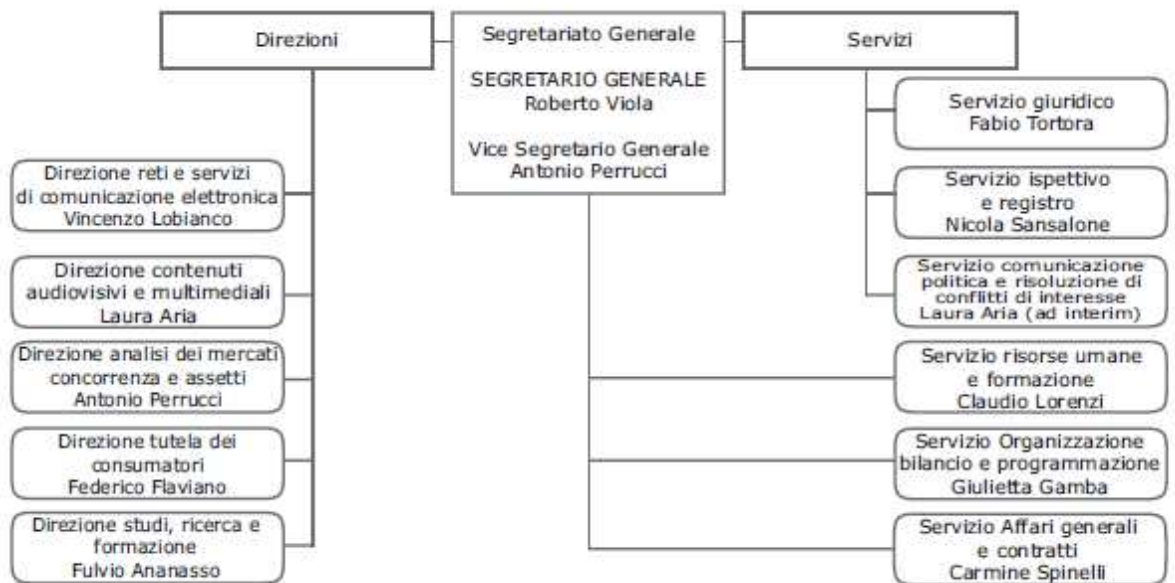 Direzioni
Segretariato Generale
SEGRETARIO GENERALE
Roberto Viola
Vice Segretario Generale
Antonio Perrucci
Servizi
Direzione reti e servizi
di comunicazione elettronica
Vincenzo Lobianco
Direzione contenuti
audiovisivi e multimediali
Laura Aria
Direzione analisi dei mercati
concorrenza e assetti
Antonio Perrucci
Direzione tutela dei
consumatori
Federico Flaviano
Direzione studi, ricerca e
formazione
Fulvio Ananasso
Servizio giuridico
Fabio Tortora
Servizio ispettivo
e registro
Nicola Sansalone
Servizio comunicazione
politica e risoluzione di
conflitti di interesse
Laura Aria (ad interim)
Servizio risorse umane
e formazione
Claudio Lorenzi
Servizio Organizzazione
bilancio e programmazione
Giulietta Gamba
Servizio Affari generali
e contratti
Carmine Spinelli